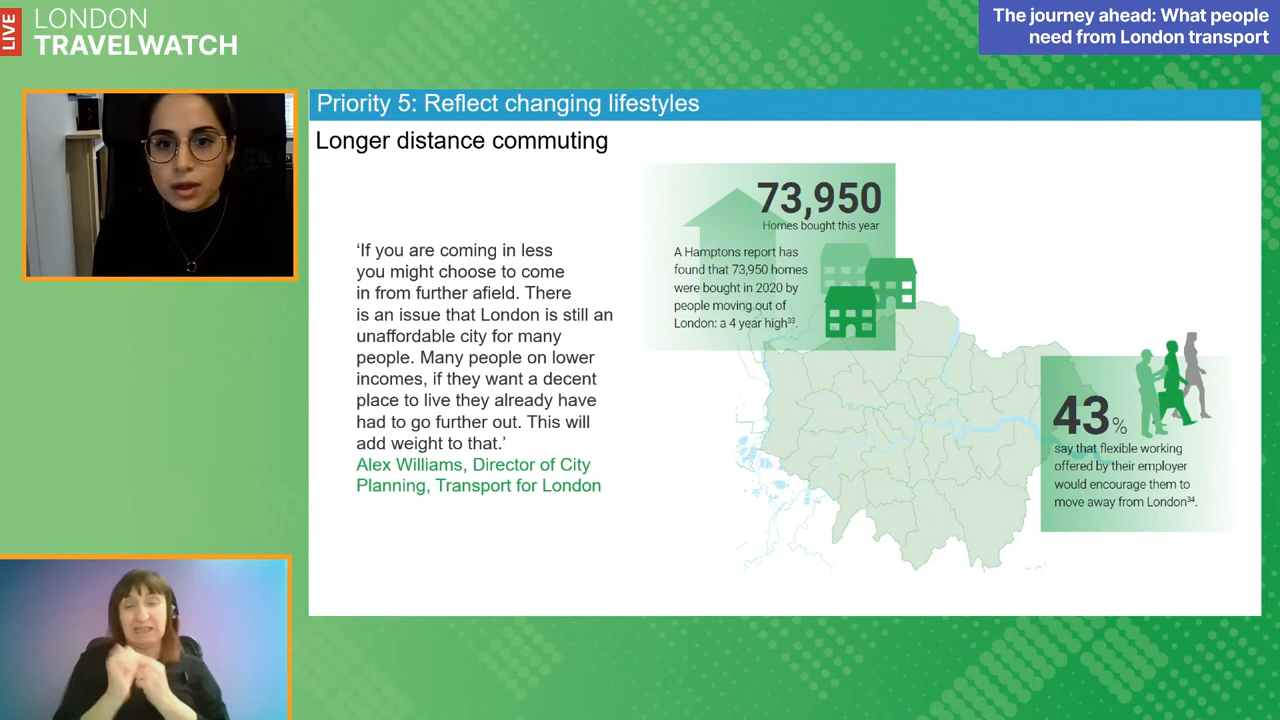 LIVE
LONDON
TRAVELWATCH
The journey ahead: What people
need from London transport
Priority 5: Reflect changing lifestyles
Longer distance commuting
‘If you are coming in less
you might choose to come
in from further afield. There
is an issue that London is still an
unaffordable city for many
people. Many people on lower
incomes, if they want a decent
place to live they already have
had to go further out. This will
add weight to that.’
Alex Williams, Director of City
Planning, Transport for London
73,950
Homes bought this year
A Hamptons report has
found that 73,950 homes
were bought in 2020 by
people moving out of
London: a 4 year high³³.
43%
say that flexible working
offered by their employer
would encourage them to
move away from London³⁴.